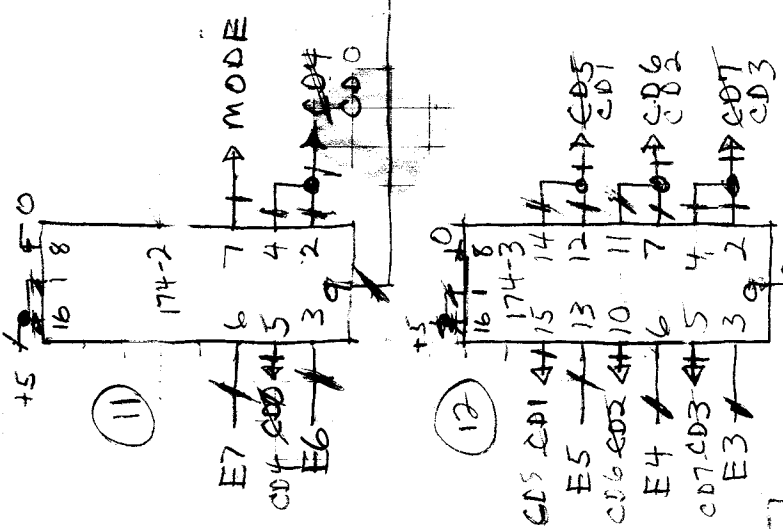 +5 O
16 1 8
11
174-2
E7 6 7 MODE
CD4 CD0 5 4 CD4
CD0
E6 3 2
9
+5 O
16 1 8
12
174-3
CD5 CD1 15 14
E5 13 12 CD5
CD1
CD6 CD2 10 11
E4 6 7 CD6
CD2
CD7 CD3 5 4
E3 3 2 CD7
CD3
9